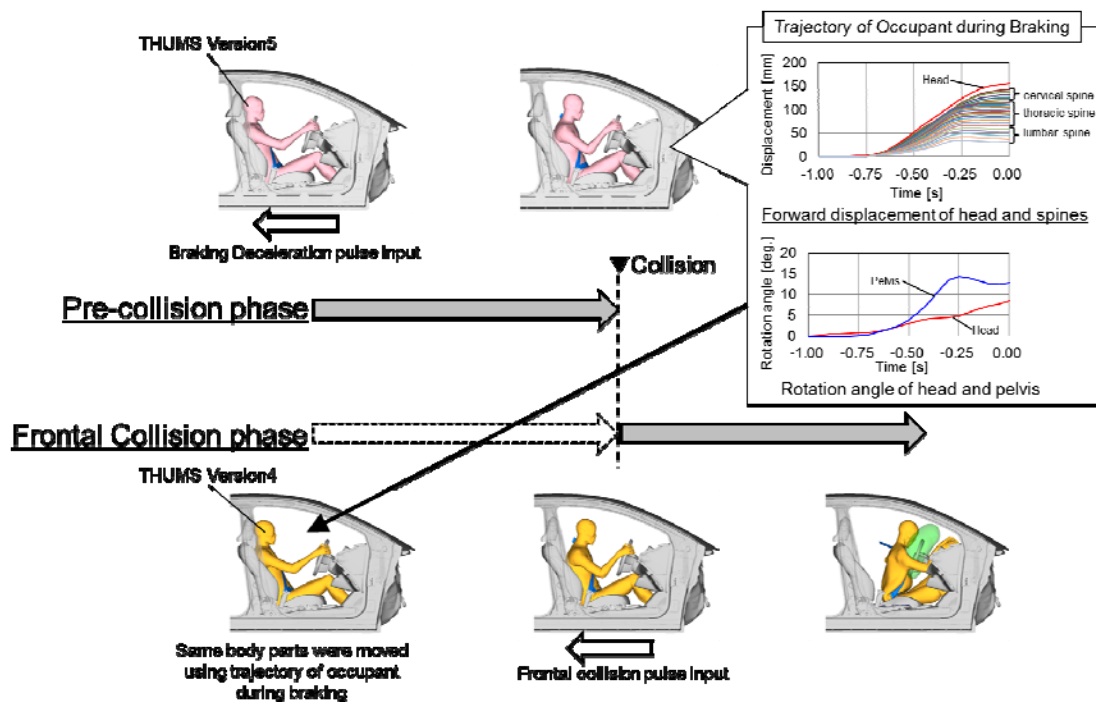 THUMS Version5
Braking Deceleration pulse input
Trajectory of Occupant during Braking
Displacement [mm]
200
150
100
50
0
Head
cervical spine
thoracic spine
lumbar spine
-1.00 -0.75 -0.50 -0.25 0.00
Time [s]
Forward displacement of head and spines
Rotation angle [deg.]
20
15
10
5
0
Pelvis
Head
-1.00 -0.75 -0.50 -0.25 0.00
Time [s]
Rotation angle of head and pelvis
Collision
Pre-collision phase
Frontal Collision phase
THUMS Version4
Same body parts were moved
using trajectory of occupant
during braking
Frontal collision pulse input